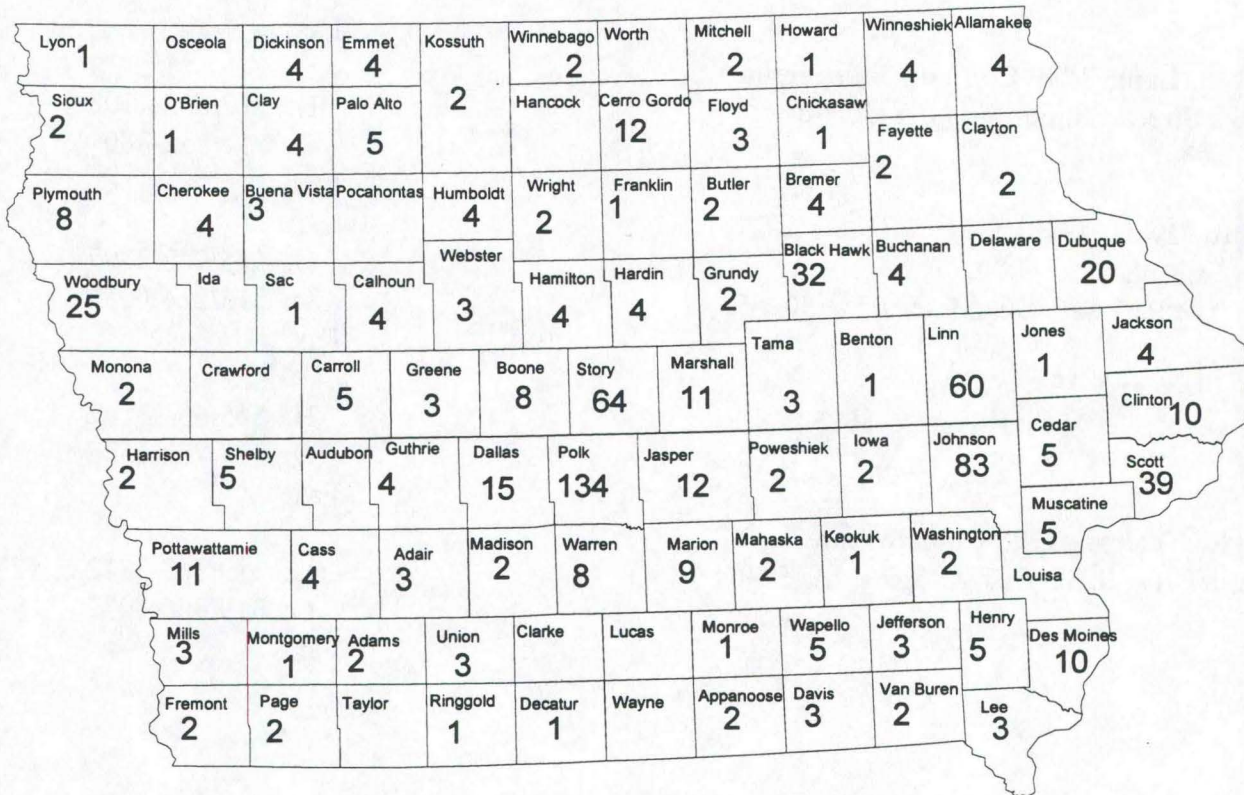 Lyon 1
Osceola
Dickinson 4
Emmet 4
Kossuth 2
Winnebago 2
Worth
Mitchell 2
Howard 1
Winneshiek 4
Allamakee 4
Sioux 2
O'Brien 1
Clay 4
Palo Alto 5
Hancock
Cerro Gordo 12
Floyd 3
Chickasaw 1
Fayette 2
Clayton 2
Plymouth 8
Cherokee 4
Buena Vista 3
Pocahontas
Humboldt 4
Wright 2
Franklin 1
Butler 2
Bremer 4
Woodbury 25
Ida
Sac 1
Calhoun 4
Webster 3
Hamilton 4
Hardin 4
Grundy 2
Black Hawk 32
Buchanan 4
Delaware
Dubuque 20
Monona 2
Crawford
Carroll 5
Greene 3
Boone 8
Story 64
Marshall 11
Tama 3
Benton 1
Linn 60
Jones 1
Jackson 4
Clinton 10
Harrison 2
Shelby 5
Audubon
Guthrie 4
Dallas 15
Polk 134
Jasper 12
Poweshiek 2
Iowa 2
Johnson 83
Cedar 5
Scott 39
Muscatine 5
Pottawattamie 11
Cass 4
Adair 3
Madison 2
Warren 8
Marion 9
Mahaska 2
Keokuk 1
Washington 2
Louisa
Mills 3
Montgomery 1
Adams 2
Union 3
Clarke
Lucas
Monroe 1
Wapello 5
Jefferson 3
Henry 5
Des Moines 10
Fremont 2
Page 2
Taylor
Ringgold 1
Decatur 1
Wayne
Appanoose 2
Davis 3
Van Buren 2
Lee 3